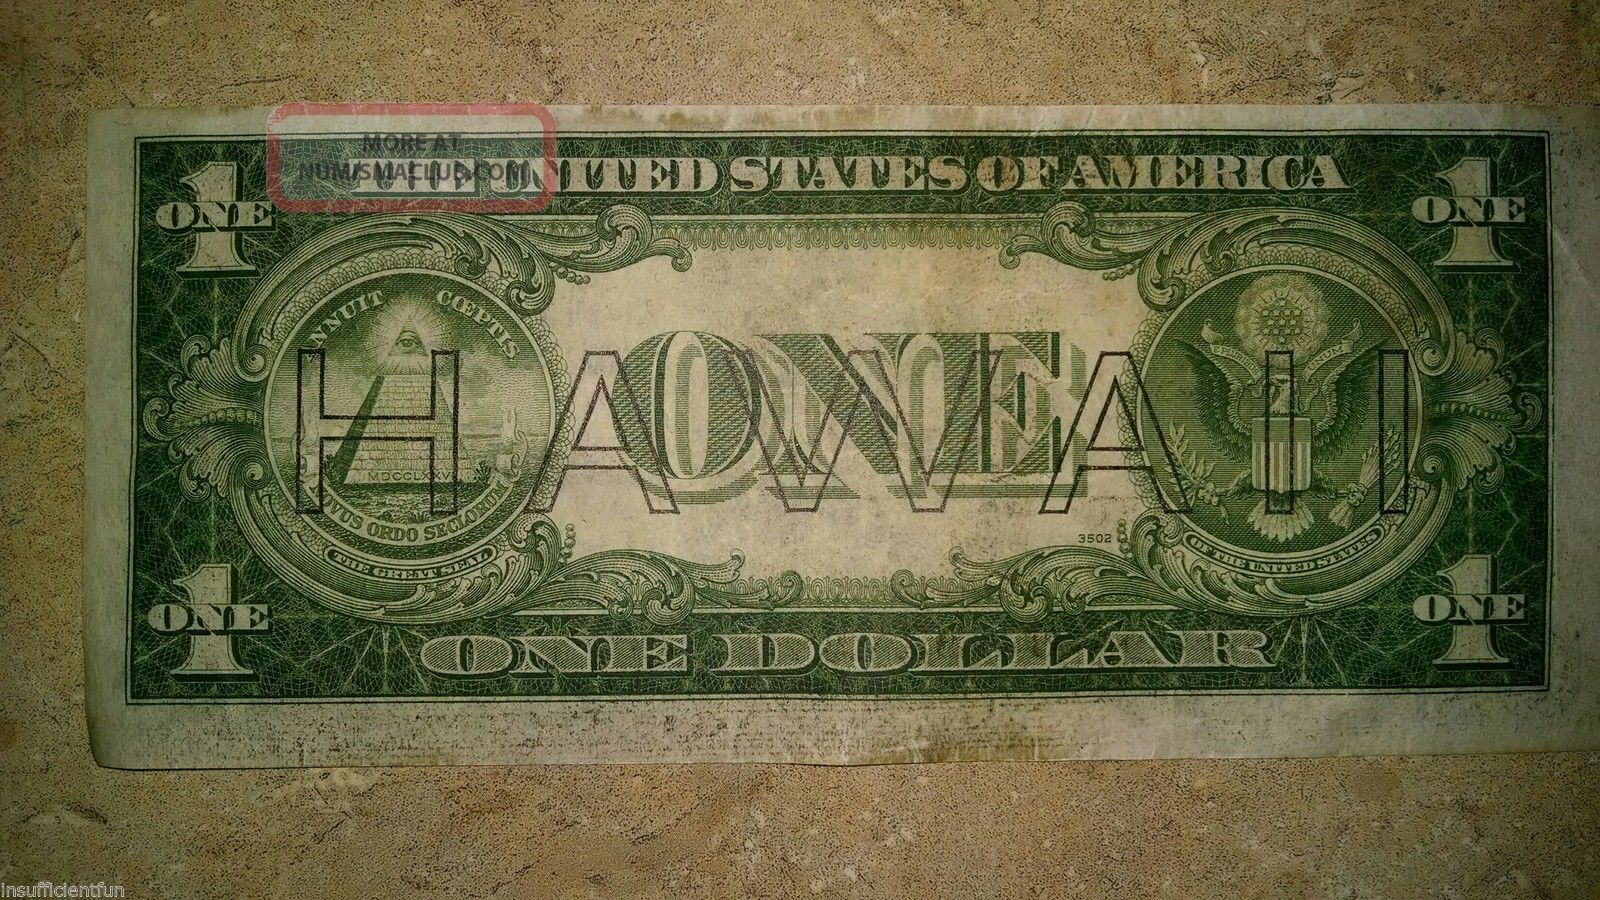 MORE AT
NUMISMACLUB.COM
THE UNITED STATES OF AMERICA
1 ONE
1 ONE
ANNUIT CŒPTIS
ONE
HAWAII
MDCCLXXVI
NOVUS ORDO SECLORUM
THE GREAT SEAL
3502
OF THE UNITED STATES
1 ONE
ONE DOLLAR
1 ONE
insufficientfun